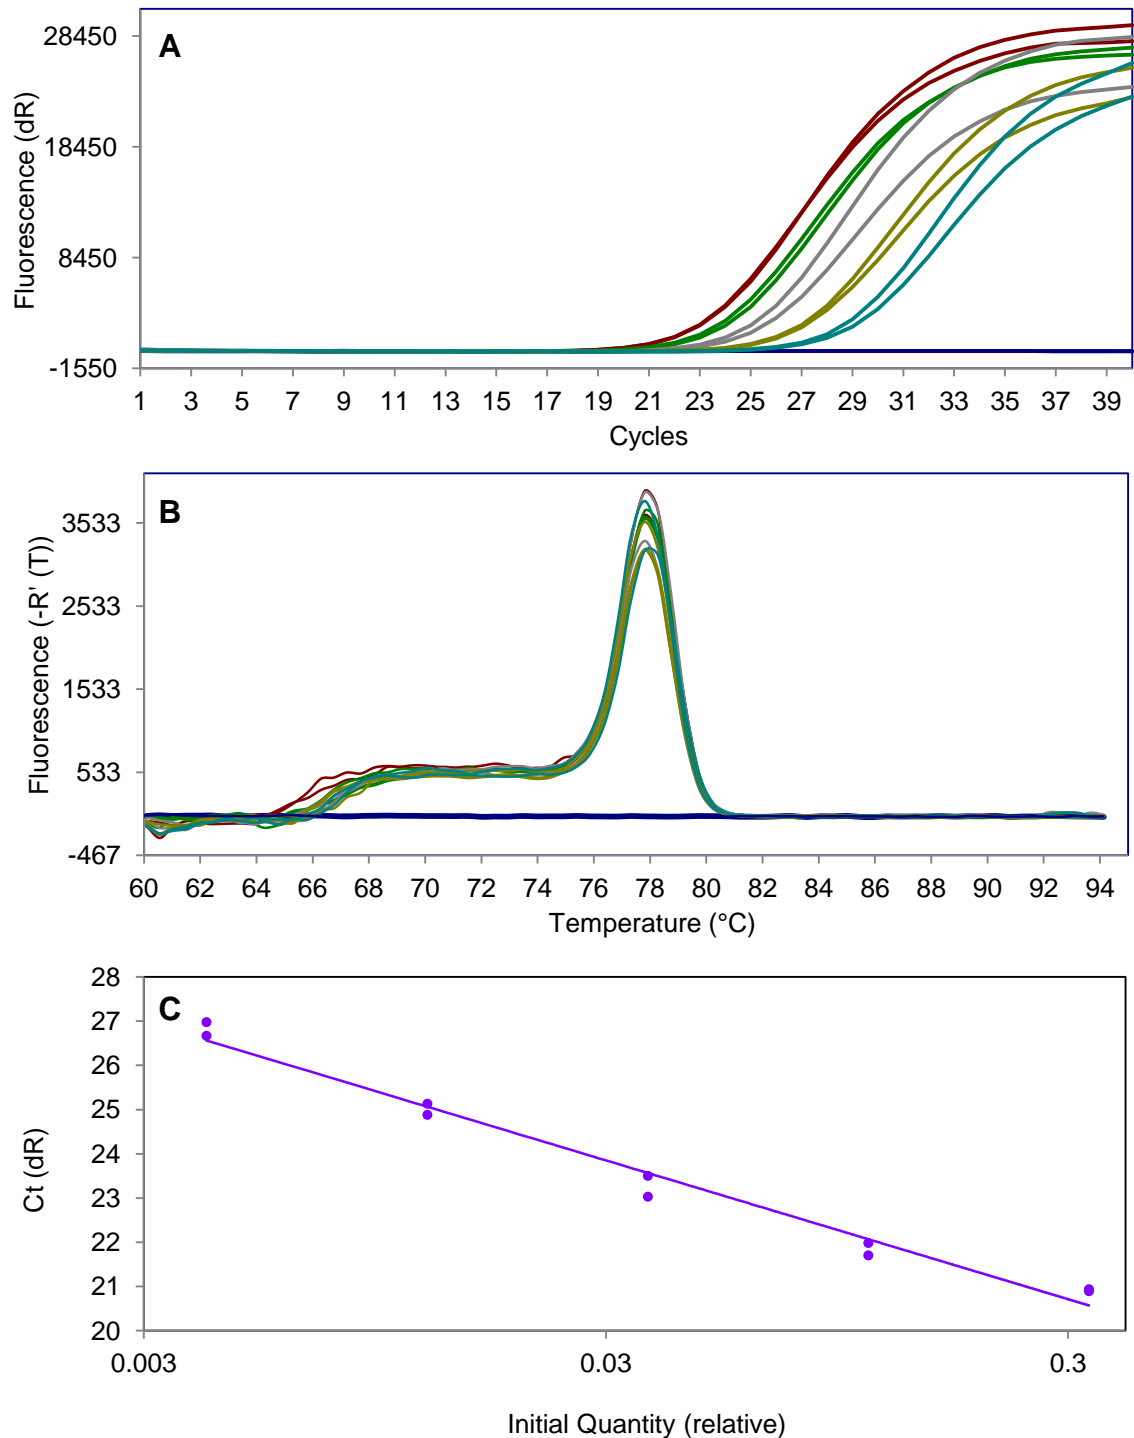 A
Fluorescence (dR)
28450
18450
8450
-1550
1 3 5 7 9 11 13 15 17 19 21 23 25 27 29 31 33 35 37 39
Cycles
B
Fluorescence (-R' (T))
3533
2533
1533
533
-467
60 62 64 66 68 70 72 74 76 78 80 82 84 86 88 90 92 94
Temperature (°C)
C
Ct (dR)
28
27
26
25
24
23
22
21
20
0.003 0.03 0.3
Initial Quantity (relative)